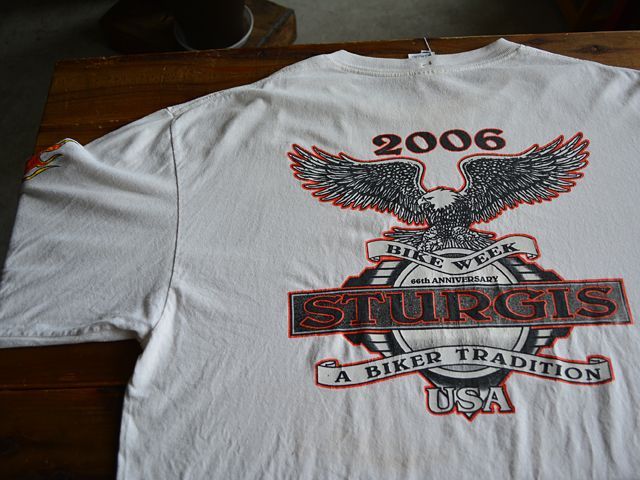 2006
BIKE WEEK
66th ANNIVERSARY
STURGIS
A BIKER TRADITION
USA